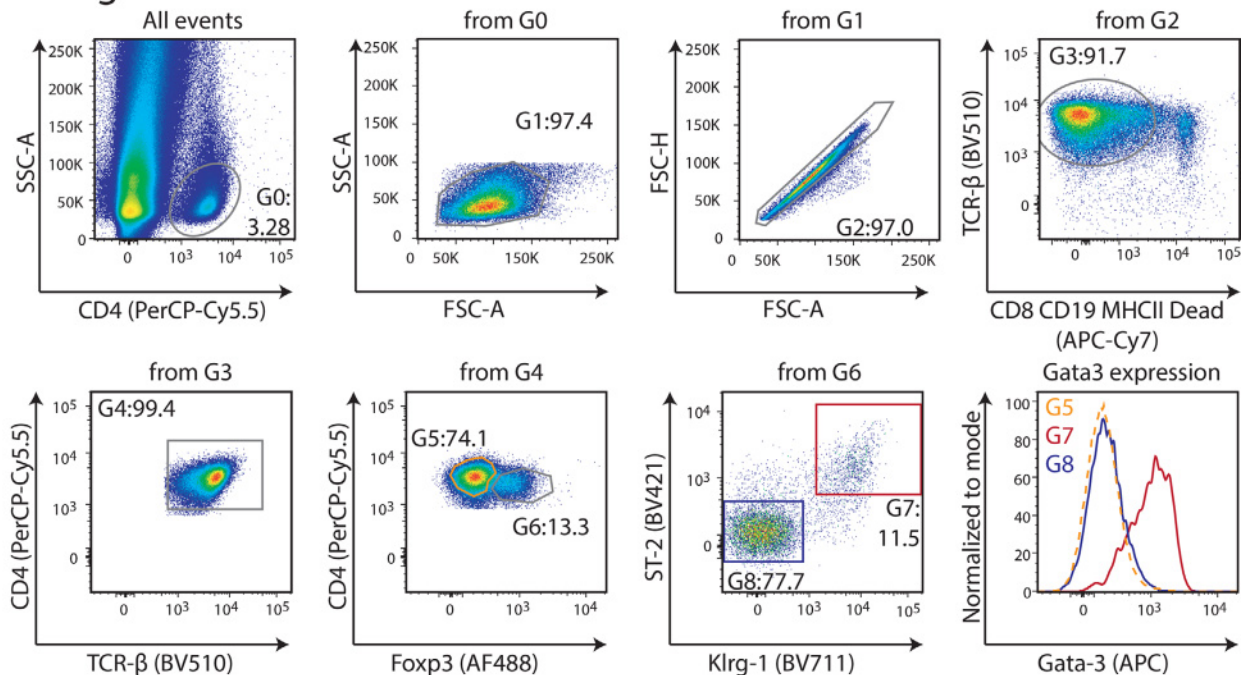 All events
250K
200K
150K
100K
50K
0
SSC-A
G0:
3.28
0 10³ 10⁴ 10⁵
CD4 (PerCP-Cy5.5)
from G0
250K
200K
150K
100K
50K
0
SSC-A
G1:97.4
0 50K 150K 250K
FSC-A
from G1
250K
200K
150K
100K
50K
0
FSC-H
G2:97.0
0 50K 150K 250K
FSC-A
from G2
G3:91.7
10⁵
10⁴
10³
0
TCR-β (BV510)
0 10³ 10⁴ 10⁵
CD8 CD19 MHCII Dead
(APC-Cy7)
from G3
G4:99.4
10⁵
10⁴
10³
0
CD4 (PerCP-Cy5.5)
0 10³ 10⁴ 10⁵
TCR-β (BV510)
from G4
10⁵
10⁴
10³
0
CD4 (PerCP-Cy5.5)
G5:74.1
G6:13.3
0 10³ 10⁴
Foxp3 (AF488)
from G6
10⁴
10³
0
ST-2 (BV421)
G7:
11.5
G8:77.7
0 10³ 10⁴ 10⁵
Klrg-1 (BV711)
Gata3 expression
G5
G7
G8
100
80
60
40
20
0
Normalized to mode
0 10³ 10⁴
Gata-3 (APC)